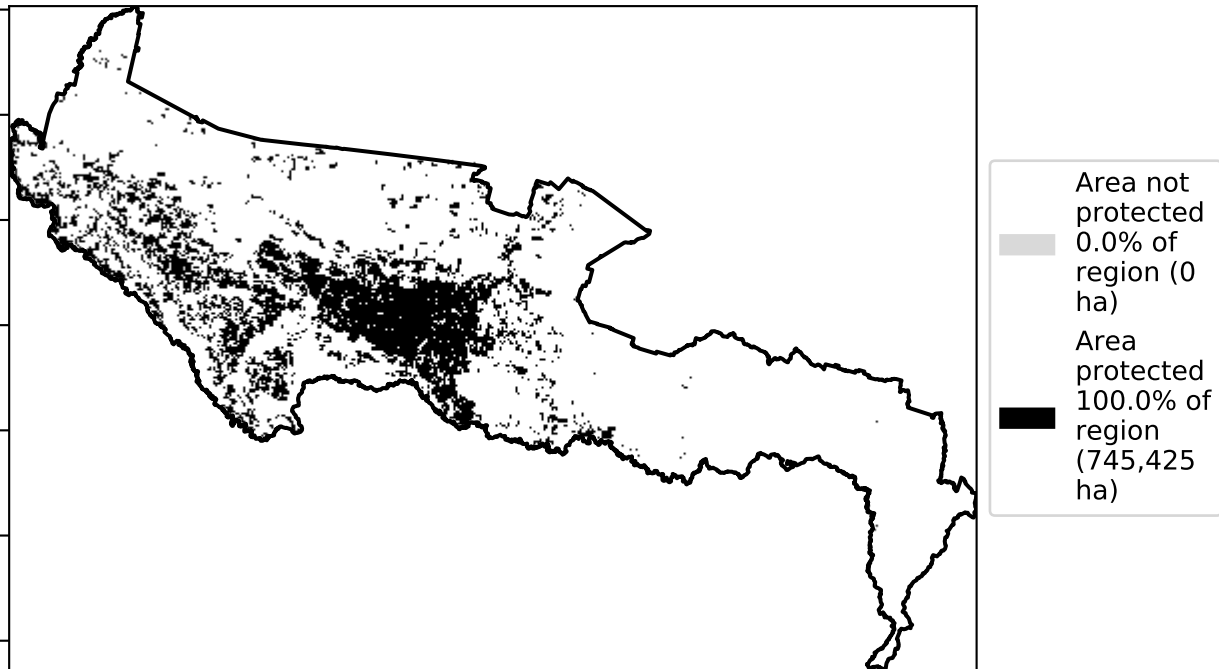 Area not
protected
0.0% of
region (0
ha)
Area
protected
100.0% of
region
(745,425
ha)